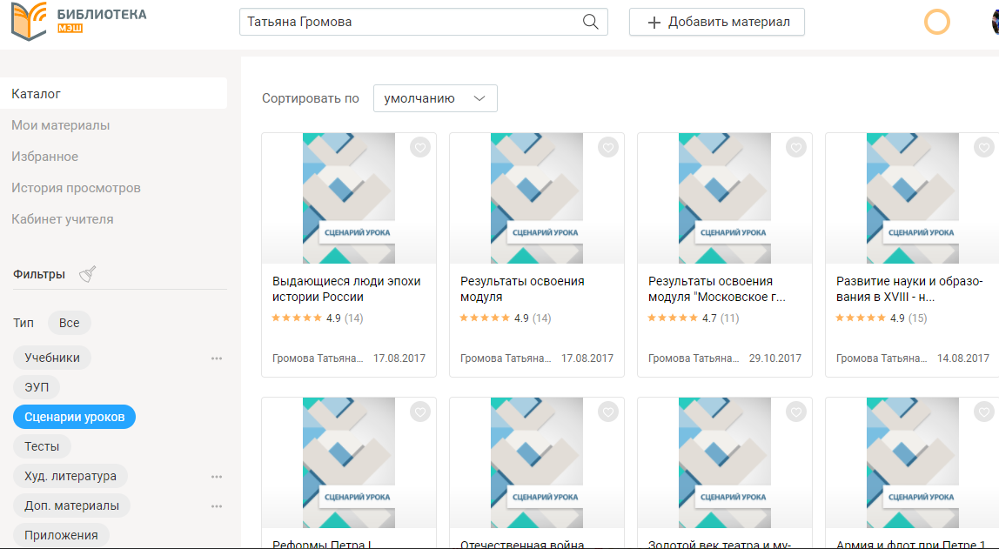 БИБЛИОТЕКА
МЭШ
Татьяна Громова
Добавить материал
Каталог
Мои материалы
Избранное
История просмотров
Кабинет учителя
Фильтры
Тип
Все
Учебники
ЭУП
Сценарии уроков
Тесты
Худ. литература
Доп. материалы
Приложения
Сортировать по
умолчанию
СЦЕНАРИЙ УРОКА
Выдающиеся люди эпохи
истории России
4.9 (14)
Громова Татьяна... 17.08.2017
СЦЕНАРИЙ УРОКА
Результаты освоения
модуля
4.9 (14)
Громова Татьяна... 17.08.2017
СЦЕНАРИЙ УРОКА
Результаты освоения
модуля "Московское г...
4.7 (11)
Громова Татьяна... 29.10.2017
СЦЕНАРИЙ УРОКА
Развитие науки и образо-
вания в XVIII - н...
4.9 (15)
Громова Татьяна... 14.08.2017
СЦЕНАРИЙ УРОКА
Реформы Петра I
СЦЕНАРИЙ УРОКА
Отечественная война
СЦЕНАРИЙ УРОКА
Золотой век театра и му-
СЦЕНАРИЙ УРОКА
Армия и флот при Петре 1